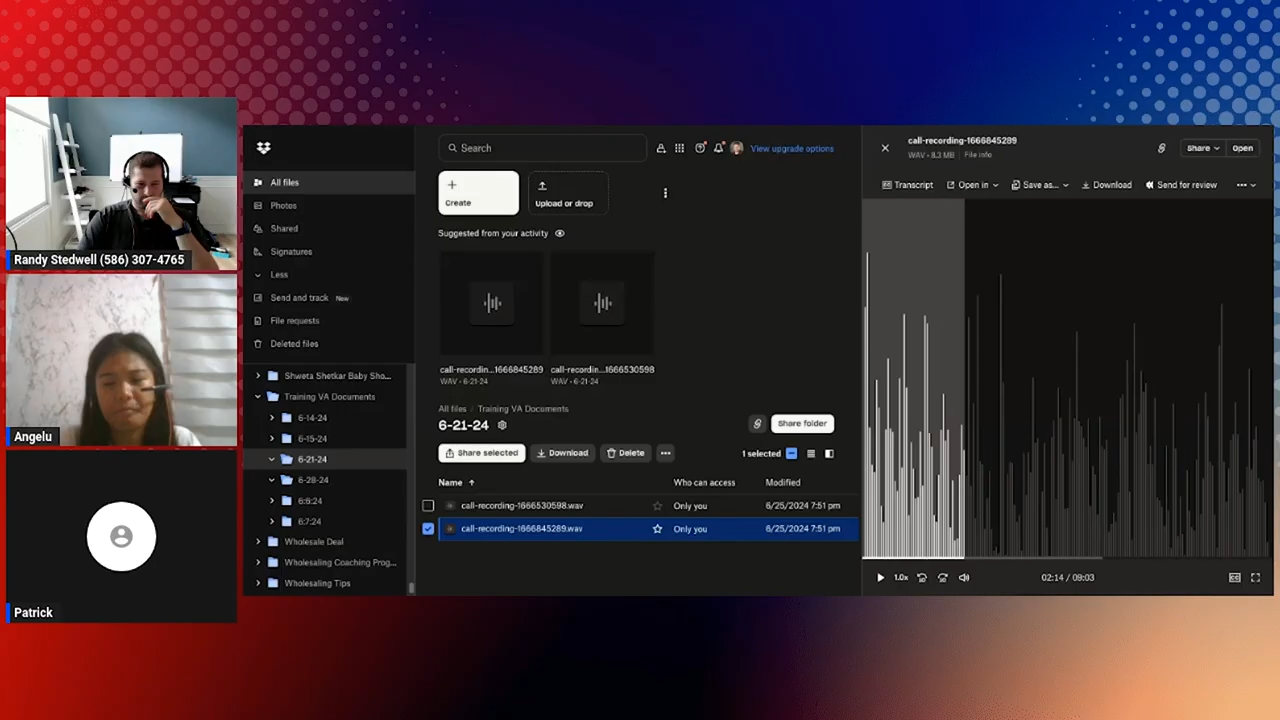 Randy Stedwell (586) 307-4765
Angelu
Patrick
All files
Photos
Shared
Signatures
Less
Send and track New
File requests
Deleted files
Shweta Shetkar Baby Sho...
Training VA Documents
6-14-24
6-15-24
6-21-24
6-28-24
6:6:24
6:7:24
Wholesale Deal
Wholesaling Coaching Prog...
Wholesaling Tips
Search
View upgrade options
Create
Upload or drop
Suggested from your activity
call-recordin...1666845289
WAV • 6-21-24
call-recordin...1666530598
WAV • 6-21-24
All files / Training VA Documents
6-21-24
Share folder
Share selected
Download
Delete
1 selected
Name
Who can access
Modified
call-recording-1666530598.wav
Only you
6/25/2024 7:51 pm
call-recording-1666845289.wav
Only you
6/25/2024 7:51 pm
call-recording-1666845289
WAV • 8.3 MB
File info
Share
Open
Transcript
Open in
Save as...
Download
Send for review
1.0x
02:14 / 09:03